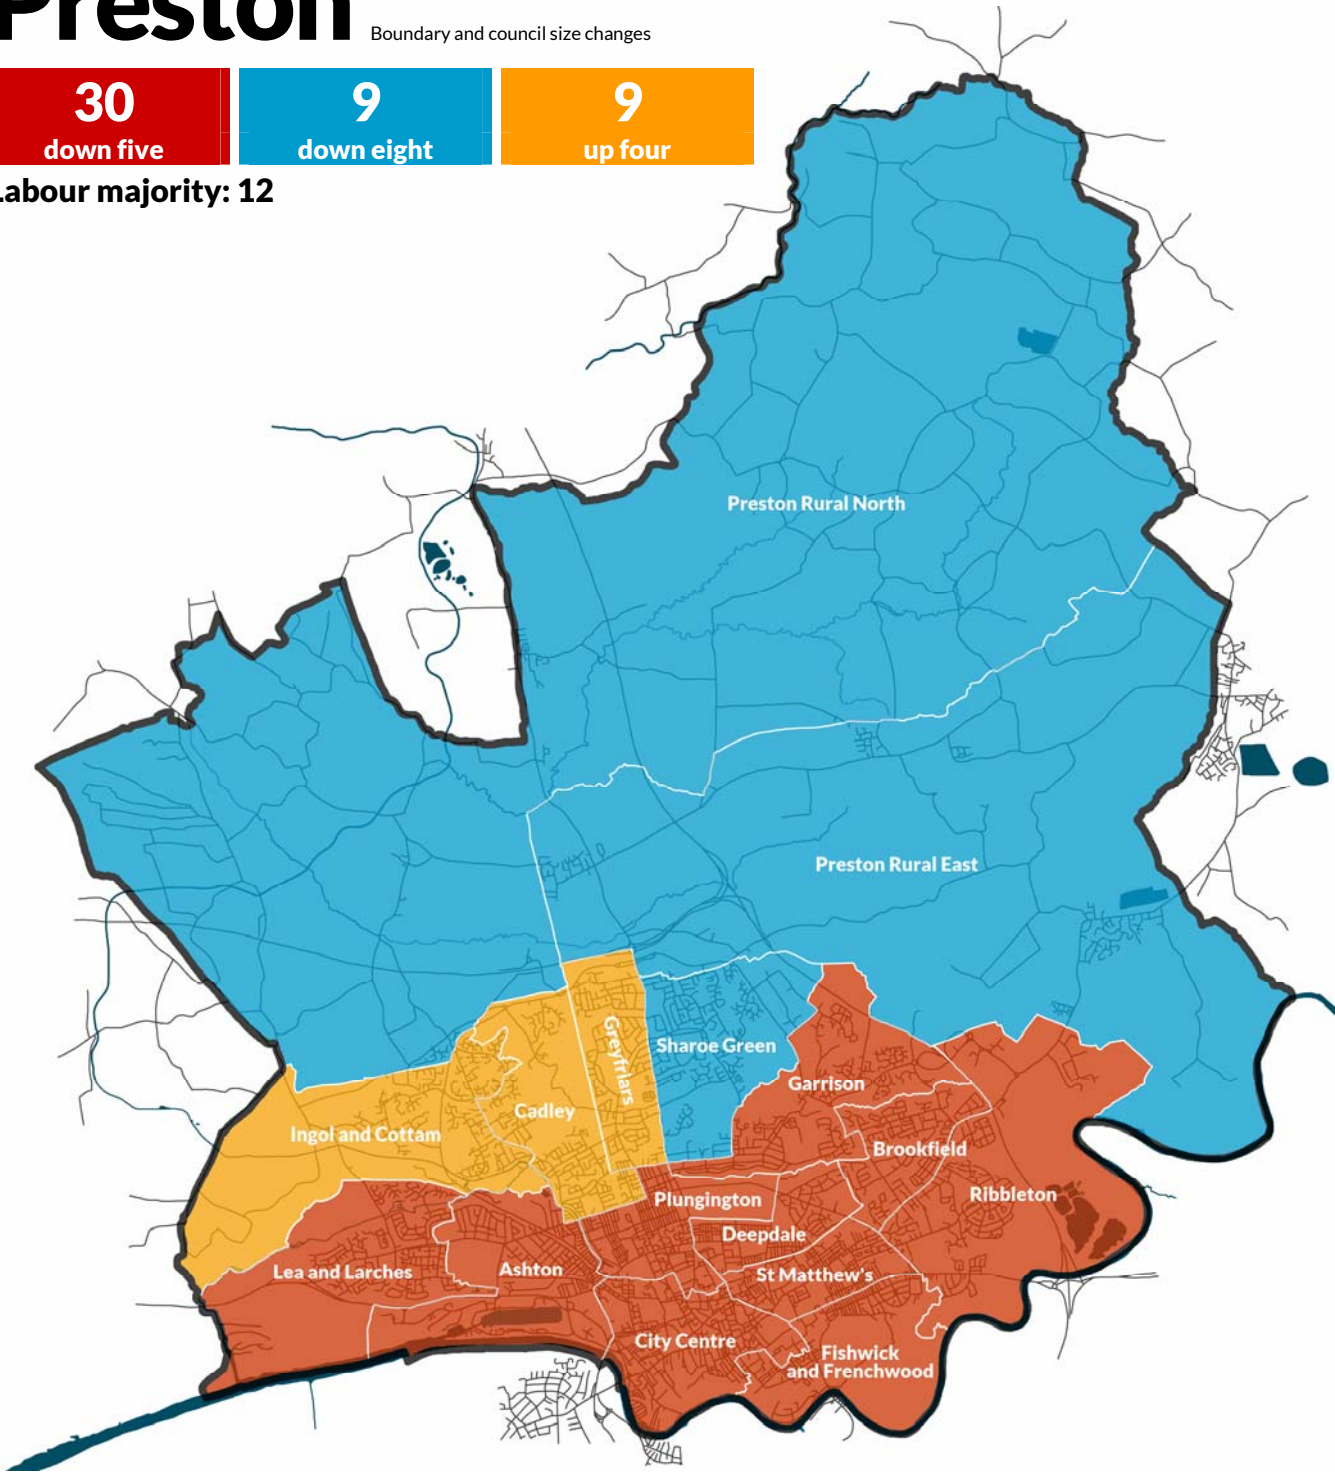 Preston
Boundary and council size changes
30
down five
9
down eight
9
up four
Labour majority: 12
Preston Rural North
Preston Rural East
Greyfriars
Sharoe Green
Garrison
Cadley
Ingol and Cottam
Brookfield
Ribbleton
Plungington
Deepdale
Lea and Larches
Ashton
St Matthew's
City Centre
Fishwick
and Frenchwood